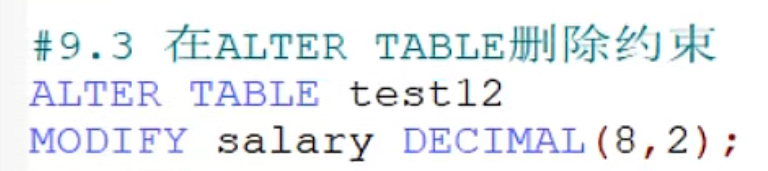 #9.3 在ALTER TABLE删除约束
ALTER TABLE test12
MODIFY salary DECIMAL(8,2);